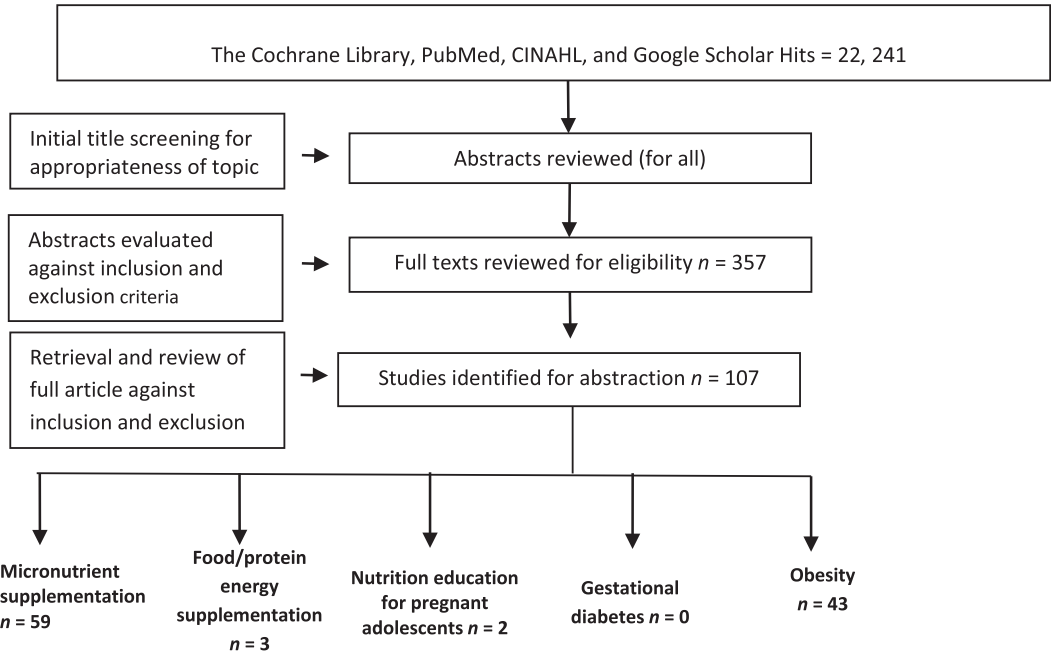 The Cochrane Library, PubMed, CINAHL, and Google Scholar Hits = 22, 241
Initial title screening for
appropriateness of topic
Abstracts reviewed (for all)
Abstracts evaluated
against inclusion and
exclusion criteria
Full texts reviewed for eligibility n = 357
Retrieval and review of
full article against
inclusion and exclusion
Studies identified for abstraction n = 107
Micronutrient
supplementation
n = 59
Food/protein
energy
supplementation
n = 3
Nutrition education
for pregnant
adolescents n = 2
Gestational
diabetes n = 0
Obesity
n = 43